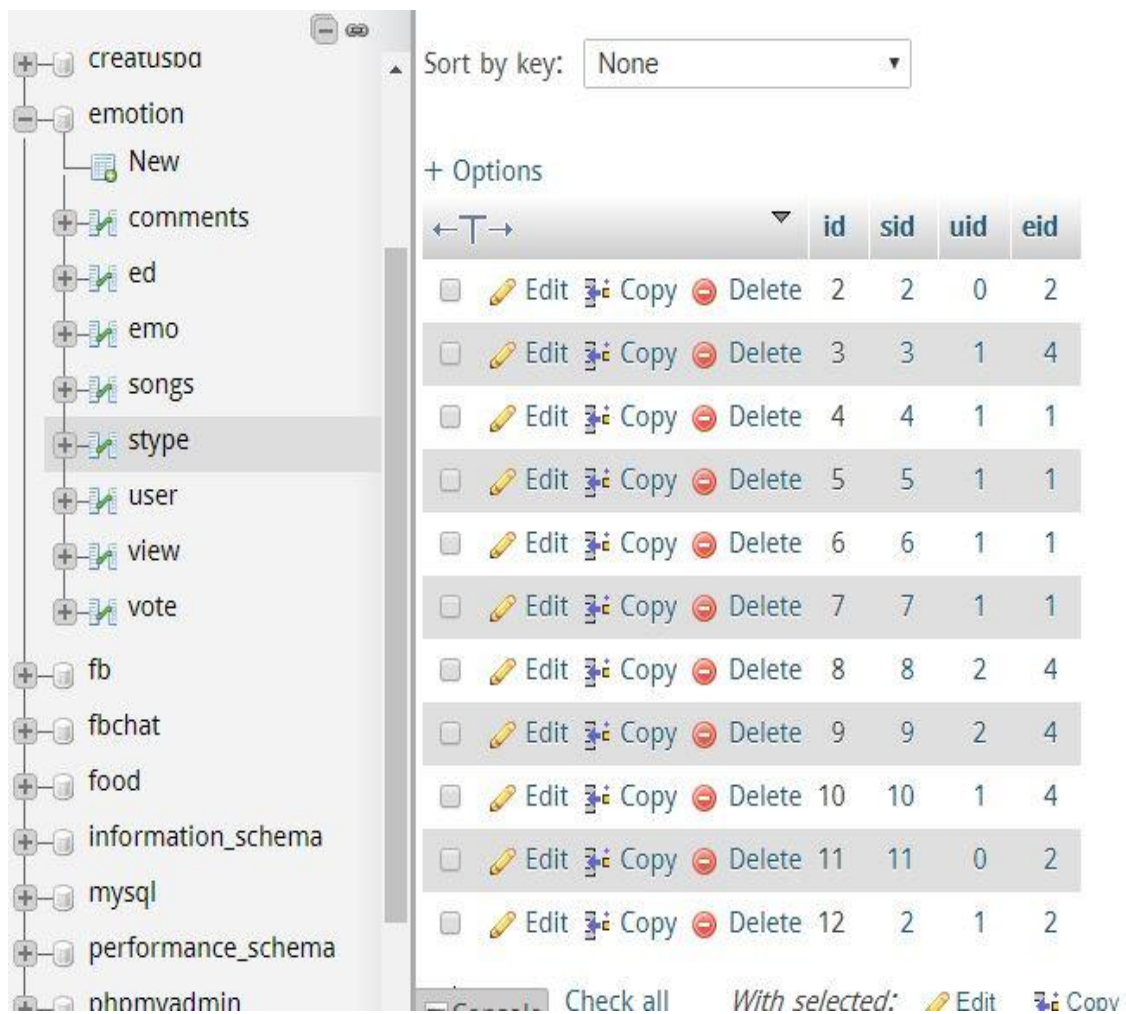 creatusbd
emotion
New
comments
ed
emo
songs
stype
user
view
vote
fb
fbchat
food
information_schema
mysql
performance_schema
phpmyadmin
Sort by key: None
+ Options
←T→ id sid uid eid
Edit Copy Delete 2 2 0 2
Edit Copy Delete 3 3 1 4
Edit Copy Delete 4 4 1 1
Edit Copy Delete 5 5 1 1
Edit Copy Delete 6 6 1 1
Edit Copy Delete 7 7 1 1
Edit Copy Delete 8 8 2 4
Edit Copy Delete 9 9 2 4
Edit Copy Delete 10 10 1 4
Edit Copy Delete 11 11 0 2
Edit Copy Delete 12 2 1 2
Console Check all With selected: Edit Copy